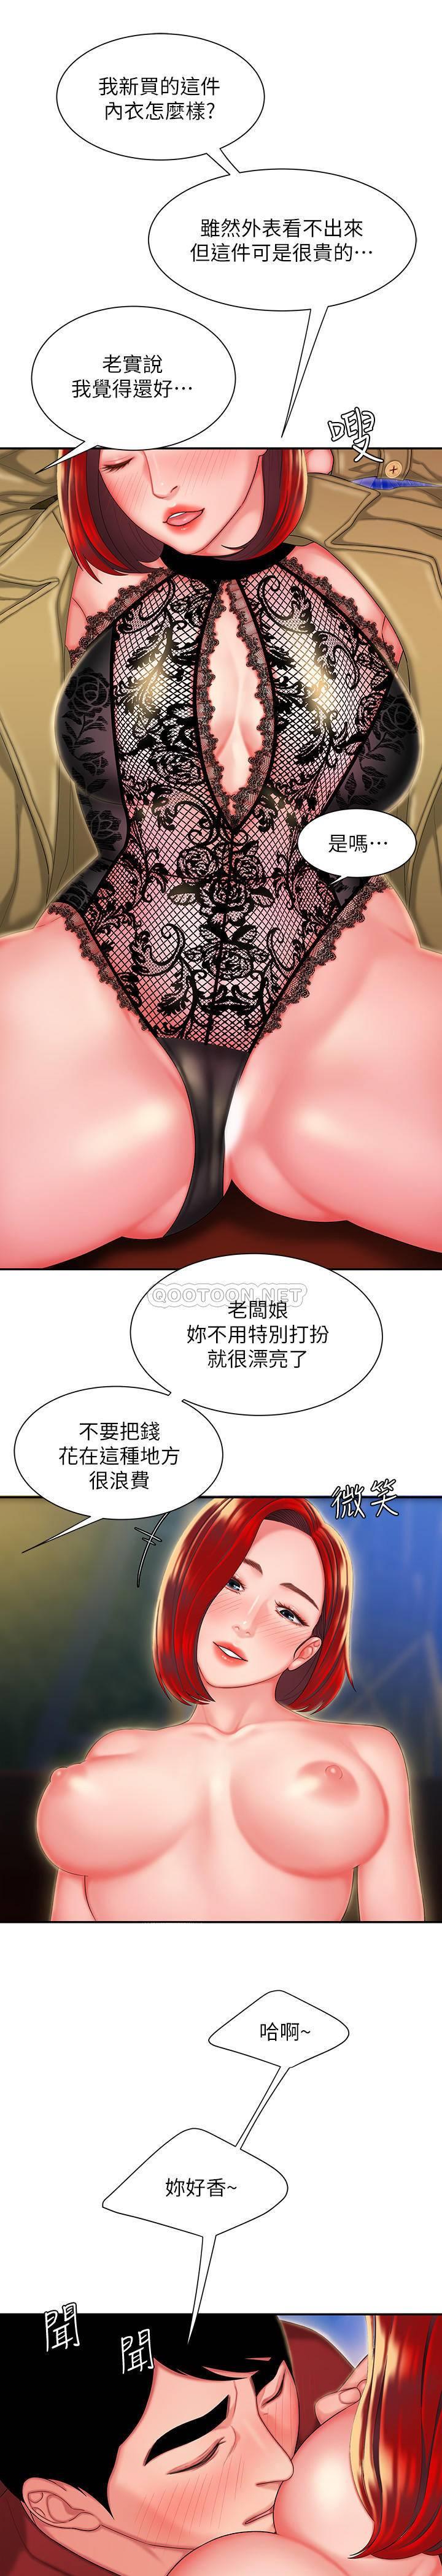 我新買的這件
內衣怎麼樣?
雖然外表看不出來
但這件可是很貴的…
老實說
我覺得還好…
嗖
是嗎…
QOOTOON.NET
老闆娘
妳不用特別打扮
就很漂亮了
不要把錢
花在這種地方
很浪費
微笑
哈啊~
妳好香~
聞
聞